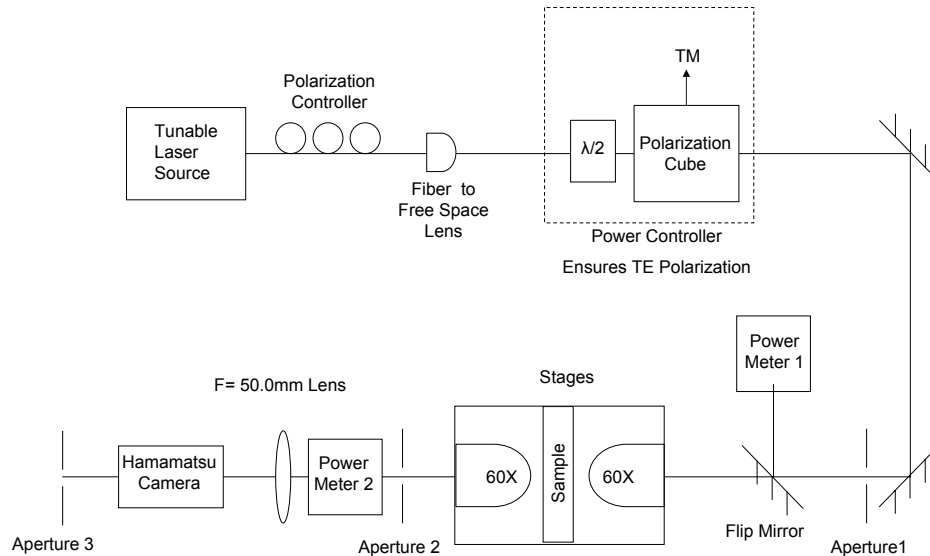 TM
Polarization
Controller
Tunable
Laser
Source
λ/2
Polarization
Cube
Fiber to
Free Space
Lens
Power Controller
Ensures TE Polarization
Power
Meter 1
F= 50.0mm Lens
Stages
Hamamatsu
Camera
Power
Meter 2
60X
Sample
60X
Flip Mirror
Aperture 3
Aperture 2
Aperture1